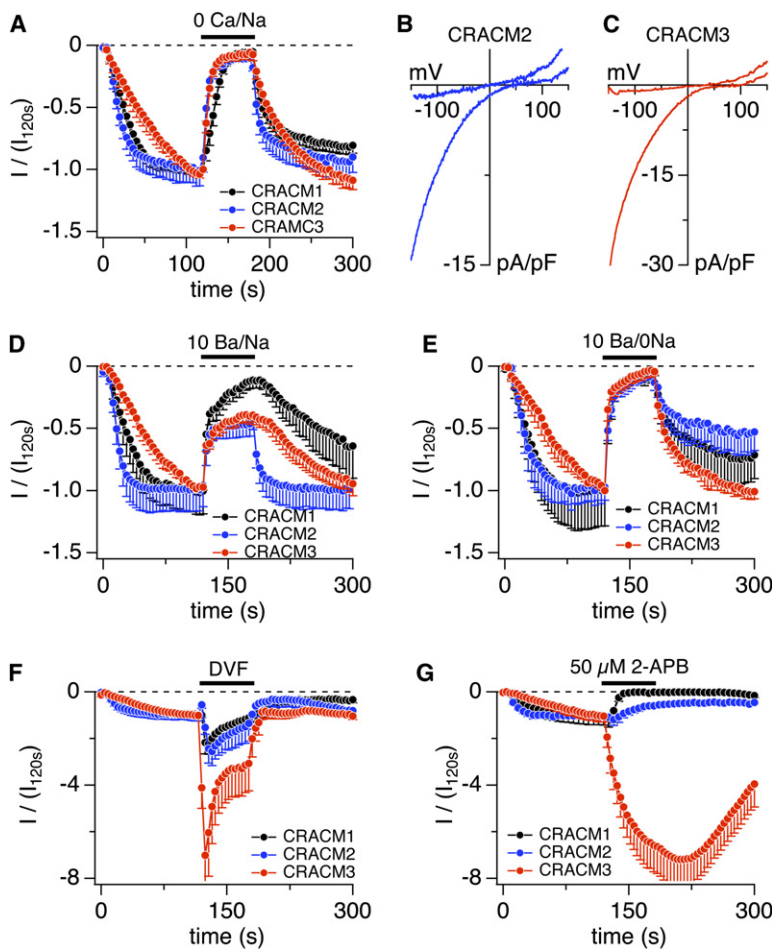 A
0 Ca/Na
0
-0.5
-1.0
-1.5
I / (I120s)
CRACM1
CRACM2
CRAMC3
0
100
200
300
time (s)
B
CRACM2
mV
-100
100
-15
pA/pF
C
CRACM3
mV
-100
100
-15
-30
pA/pF
D
10 Ba/Na
0
-0.5
-1.0
-1.5
I / (I120s)
CRACM1
CRACM2
CRACM3
0
150
300
time (s)
E
10 Ba/0Na
0
-0.5
-1.0
-1.5
I / (I120s)
CRACM1
CRACM2
CRACM3
0
150
300
time (s)
F
DVF
0
-4
-8
I / (I120s)
CRACM1
CRACM2
CRACM3
0
150
300
time (s)
G
50 µM 2-APB
0
-4
-8
I / (I120s)
CRACM1
CRACM2
CRACM3
0
150
300
time (s)